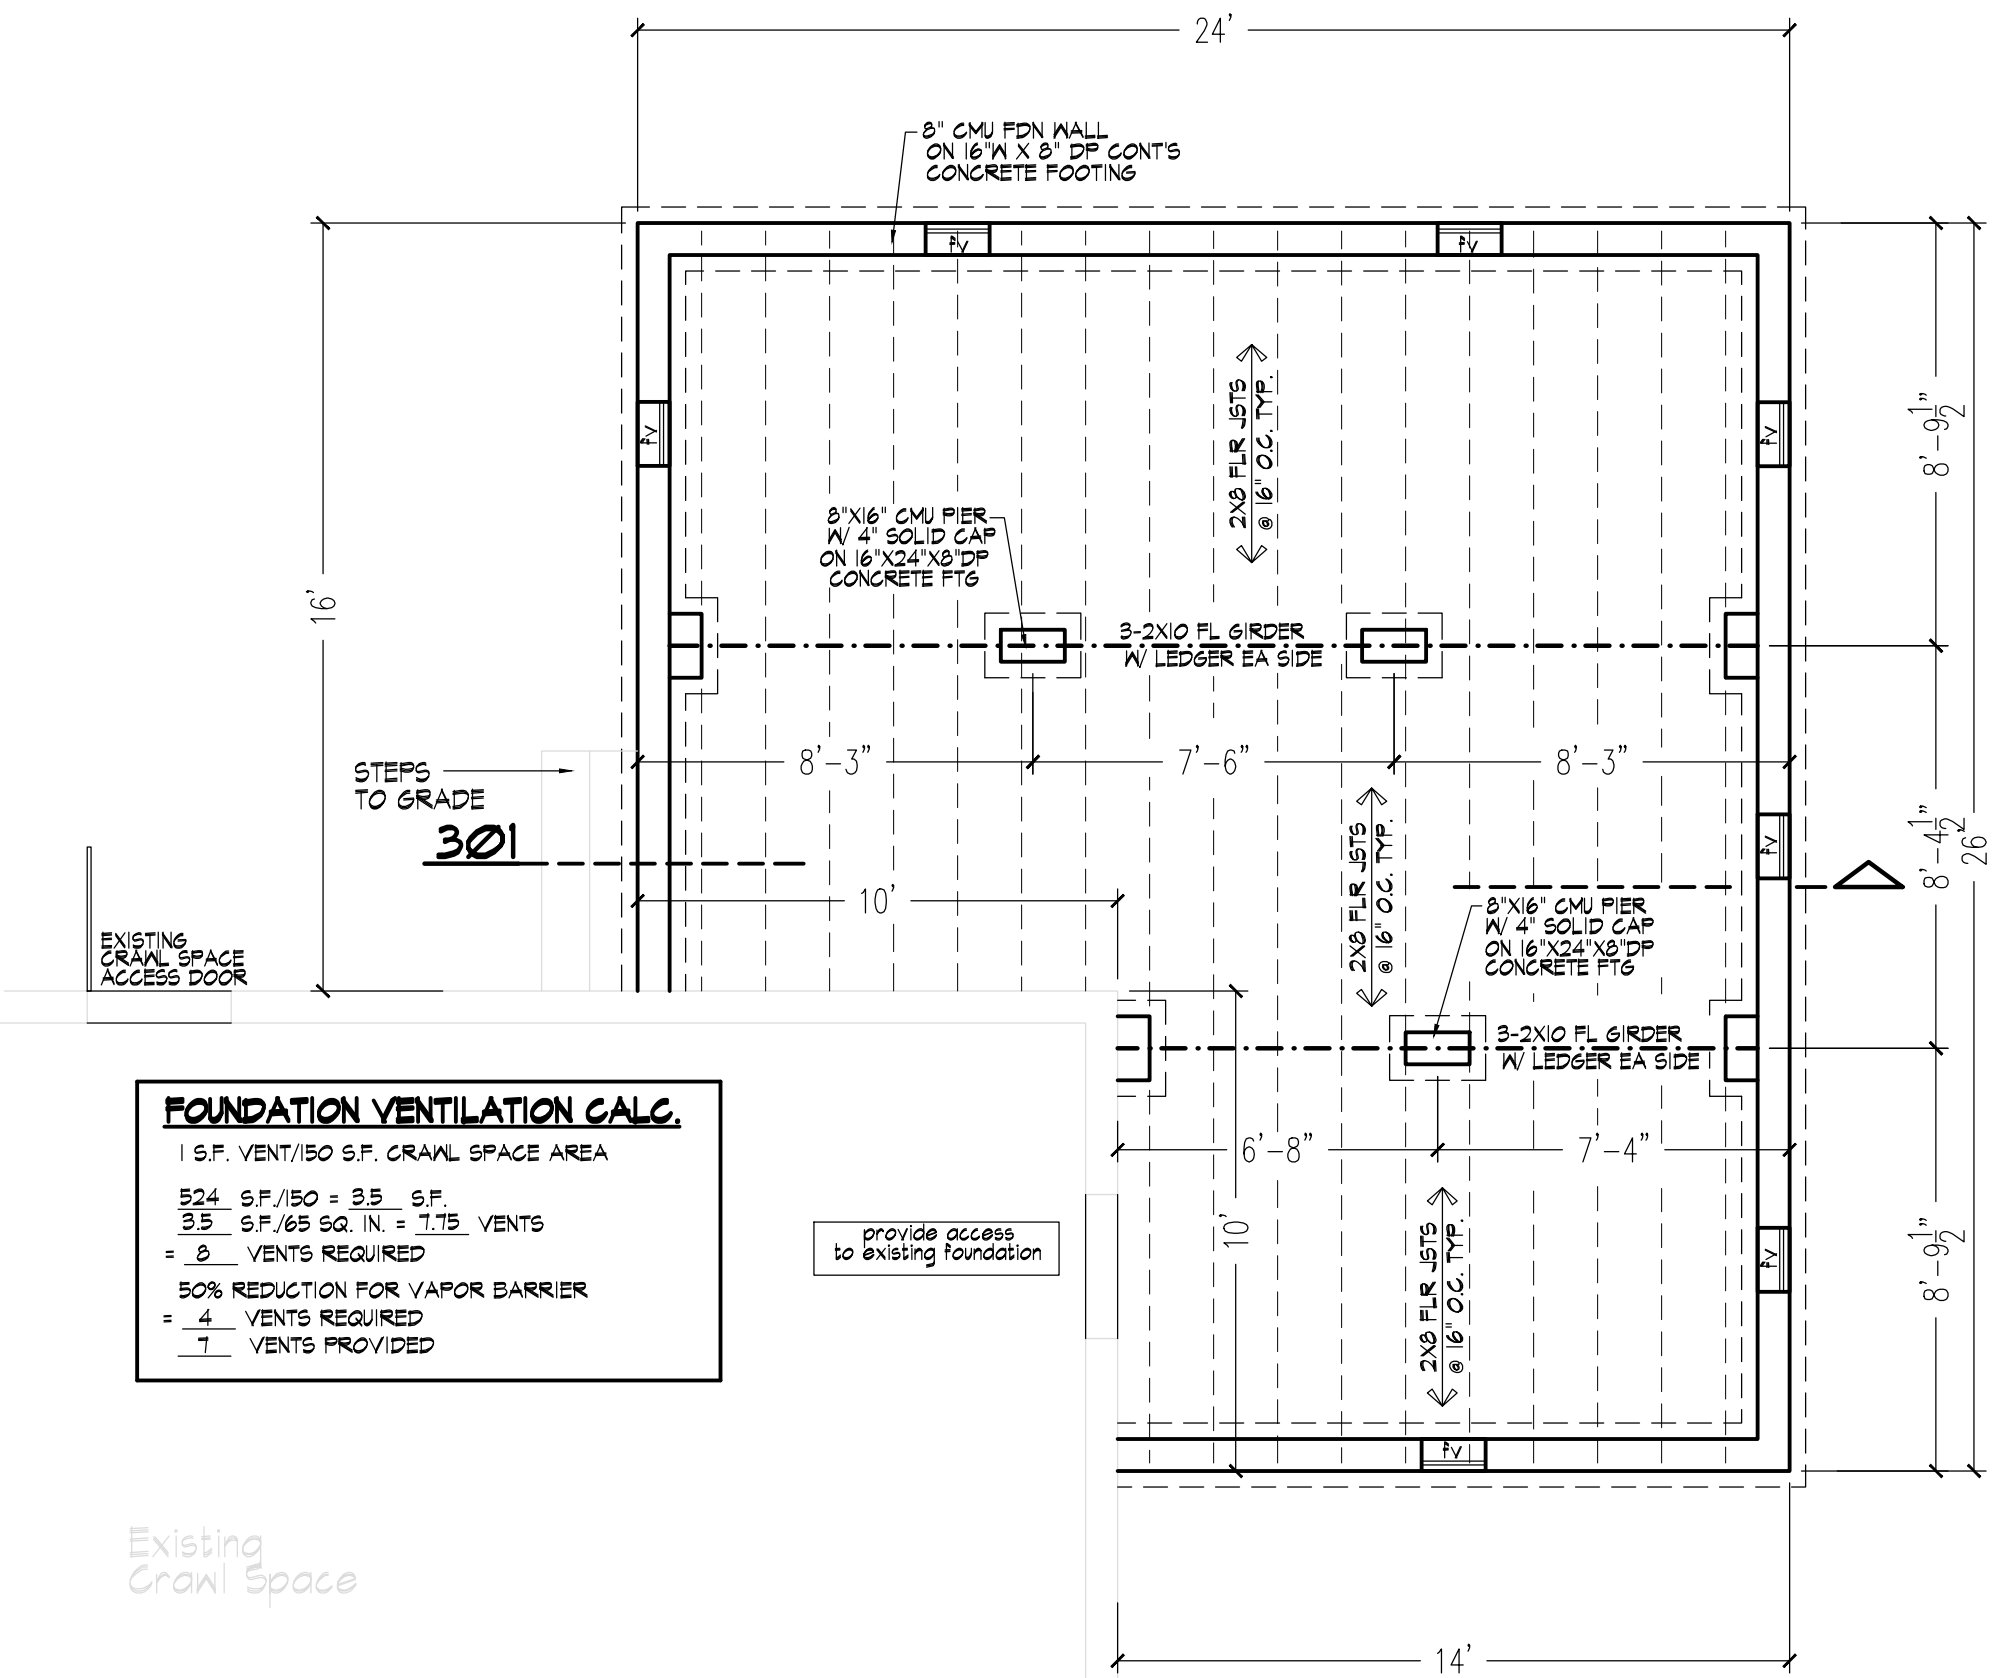 24'
8" CMU FDN WALL
ON 16"W X 8" DP CONT'S
CONCRETE FOOTING
fv
fv
fv
fv
8'-9 1/2"
2X8 FLR JSTS
@ 16" O.C. TYP.
8"X16" CMU PIER
W/ 4" SOLID CAP
ON 16"X24"X8"DP
CONCRETE FTG
16'
3-2X10 FL GIRDER
W/ LEDGER EA SIDE
8'-3"
7'-6"
8'-3"
STEPS
TO GRADE
301
10'
2X8 FLR JSTS
@ 16" O.C. TYP.
fv
8'-4 1/2"
26'
8"X16" CMU PIER
W/ 4" SOLID CAP
ON 16"X24"X8"DP
CONCRETE FTG
EXISTING
CRAWL SPACE
ACCESS DOOR
3-2X10 FL GIRDER
W/ LEDGER EA SIDE
6'-8"
7'-4"
10'
FOUNDATION VENTILATION CALC.
1 S.F. VENT/150 S.F. CRAWL SPACE AREA
524 S.F./150 = 3.5 S.F.
3.5 S.F./65 SQ. IN. = 7.75 VENTS
= 8 VENTS REQUIRED
50% REDUCTION FOR VAPOR BARRIER
= 4 VENTS REQUIRED
7 VENTS PROVIDED
provide access
to existing foundation
2X8 FLR JSTS
@ 16" O.C. TYP.
fv
8'-9 1/2"
fv
Existing
Crawl Space
14'